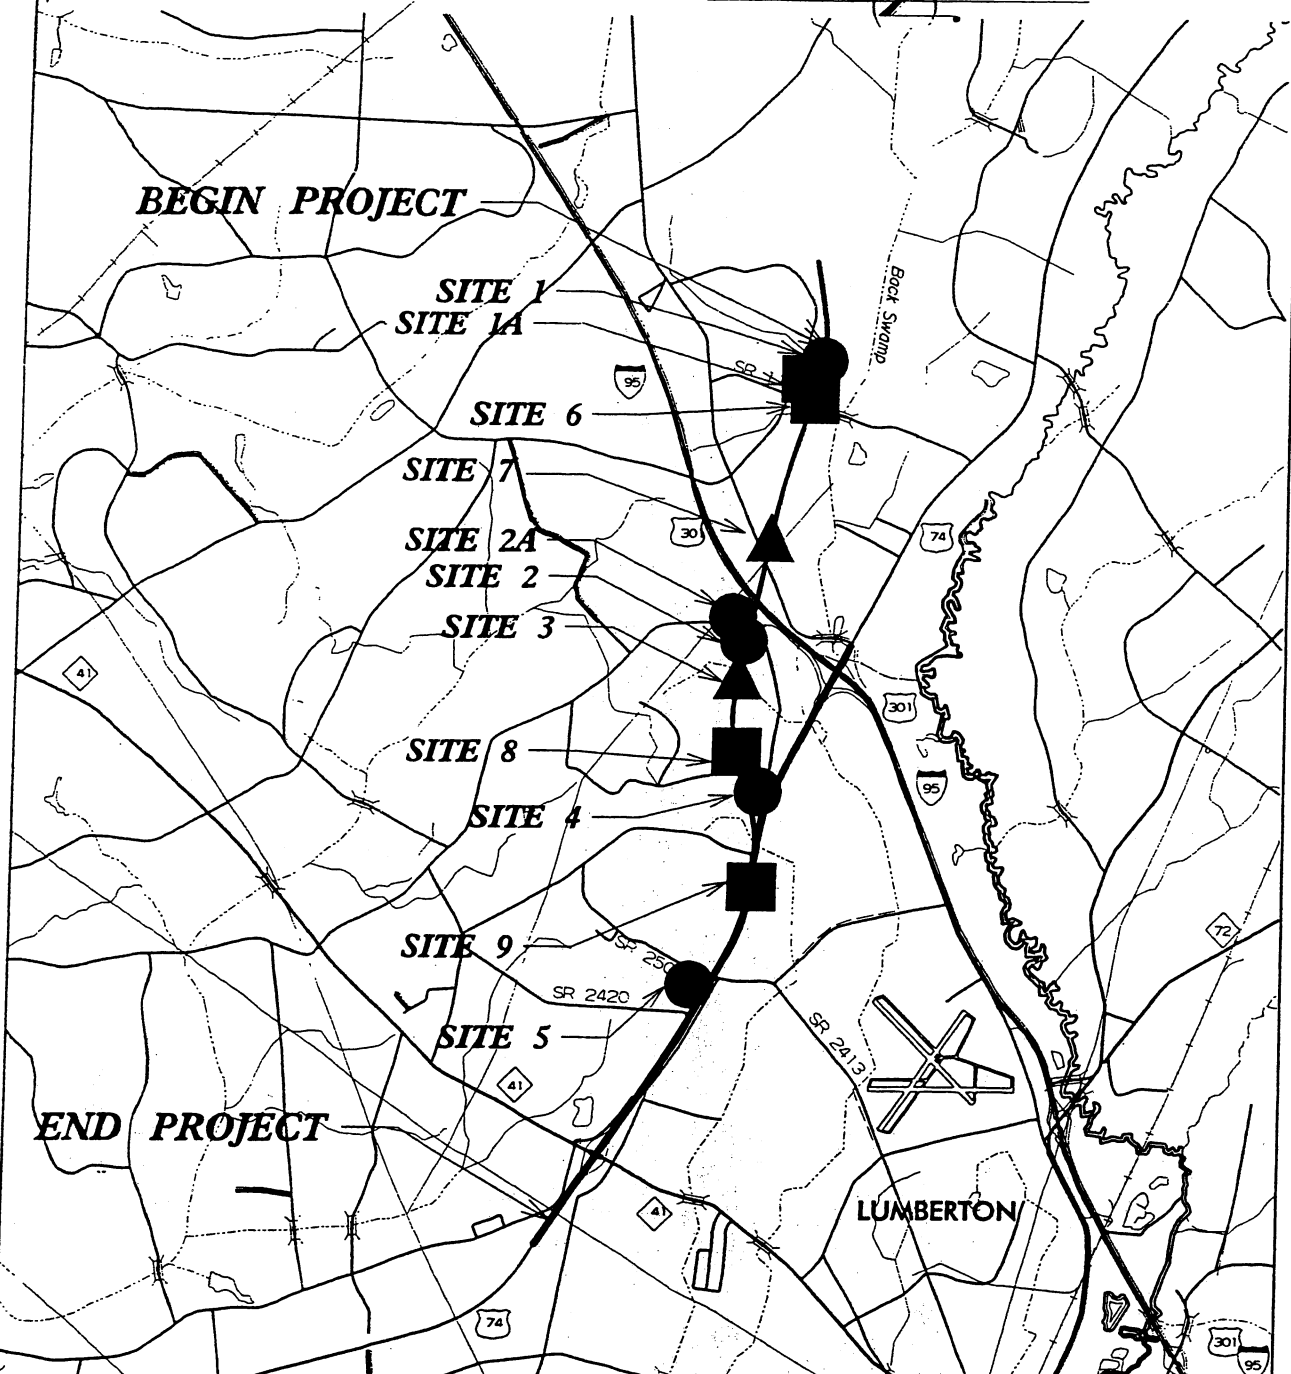 BEGIN PROJECT
SITE 1
SITE 1A
Back Swamp
SR
95
SITE 6
SITE 7
30
74
SITE 2A
SITE 2
SITE 3
41
301
SITE 8
95
SITE 4
72
SITE 9
SR 250
SR 2420
SITE 5
SR 2413
41
END PROJECT
41
LUMBERTON
74
301
95